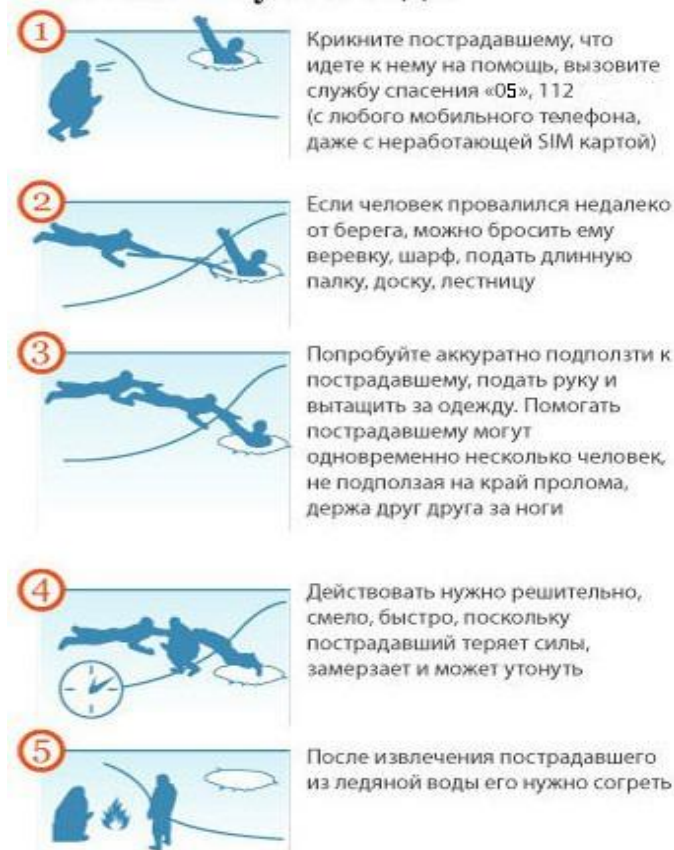 1
Крикните пострадавшему, что
идете к нему на помощь, вызовите
службу спасения «05», 112
(с любого мобильного телефона,
даже с неработающей SIM картой)
2
Если человек провалился недалеко
от берега, можно бросить ему
веревку, шарф, подать длинную
палку, доску, лестницу
3
Попробуйте аккуратно подползти к
пострадавшему, подать руку и
вытащить за одежду. Помогать
пострадавшему могут
одновременно несколько человек,
не подползая на край пролома,
держа друг друга за ноги
4
Действовать нужно решительно,
смело, быстро, поскольку
пострадавший теряет силы,
замерзает и может утонуть
5
После извлечения пострадавшего
из ледяной воды его нужно согреть